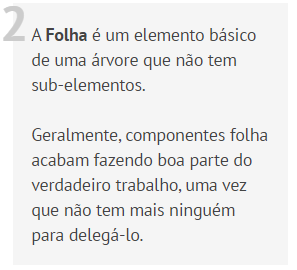 2
A Folha é um elemento básico
de uma árvore que não tem
sub-elementos.
Geralmente, componentes folha
acabam fazendo boa parte do
verdadeiro trabalho, uma vez
que não tem mais ninguém
para delegá-lo.